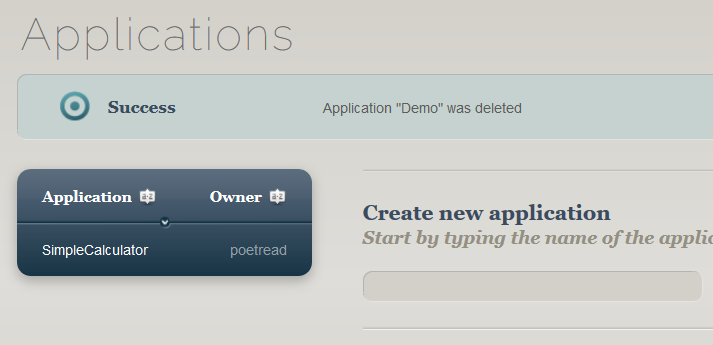 Applications
Success Application "Demo" was deleted
Application a-z Owner a-z
SimpleCalculator poetread
Create new application
Start by typing the name of the applic